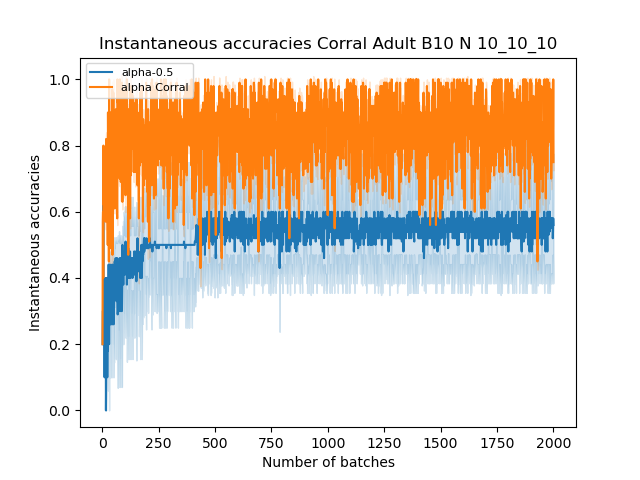 Instantaneous accuracies Corral Adult B10 N 10_10_10
alpha-0.5
alpha Corral
1.0
0.8
0.6
0.4
0.2
0.0
Instantaneous accuracies
0 250 500 750 1000 1250 1500 1750 2000
Number of batches